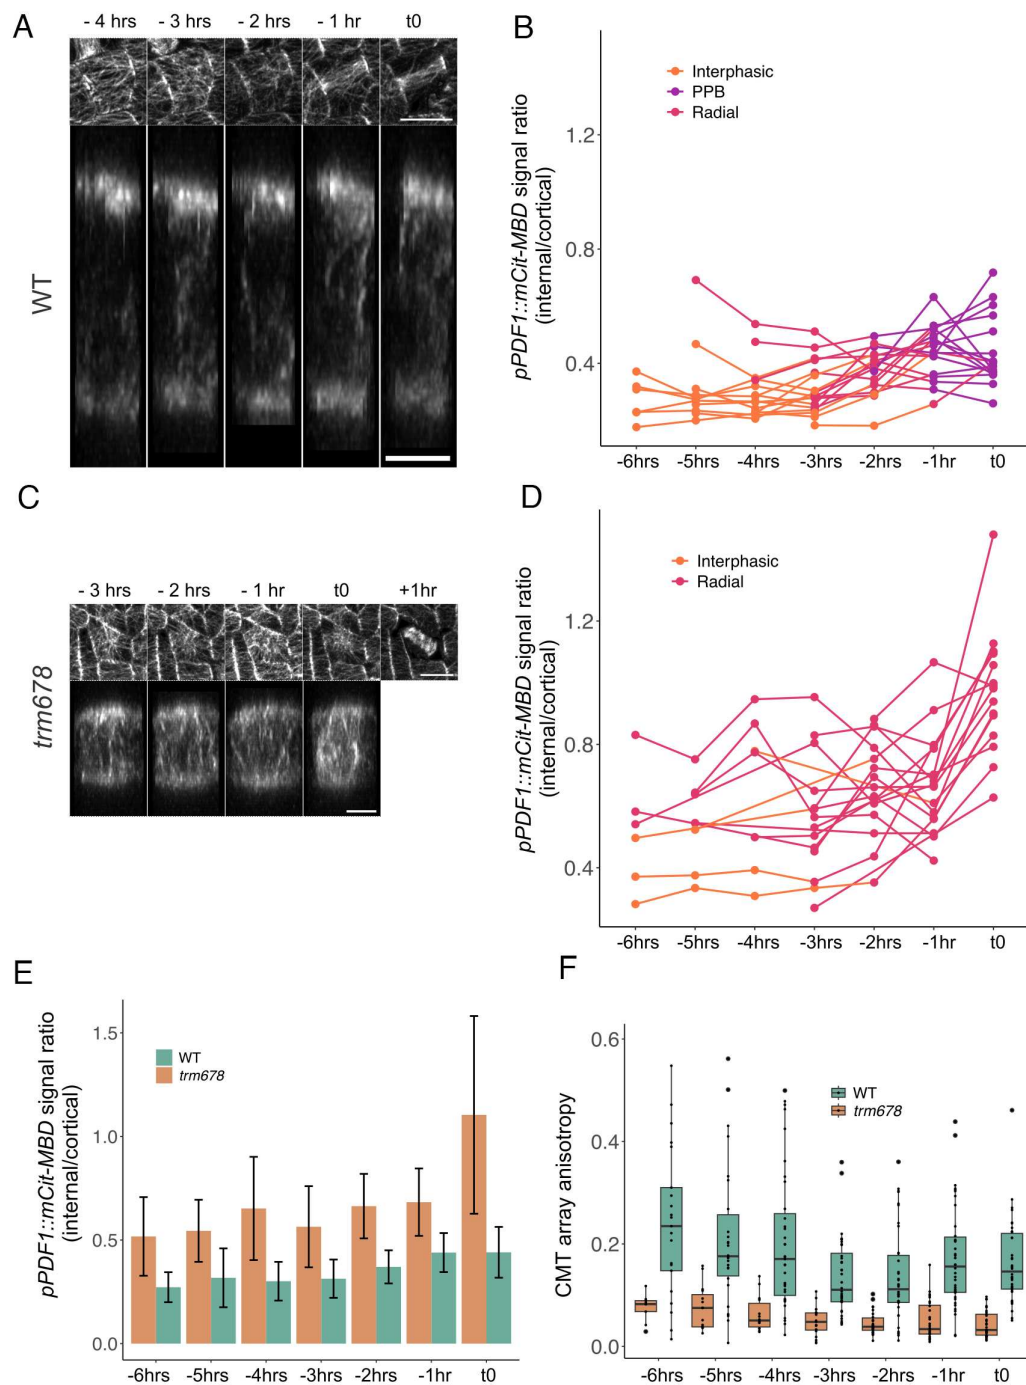 A
- 4 hrs - 3hrs - 2 hrs - 1 hr t0
WT
B
pPDF1::mCit-MBD signal ratio
(internal/cortical)
Interphasic
PPB
Radial
1.2
0.8
0.4
-6hrs -5hrs -4hrs -3hrs -2hrs -1hr t0
C
- 3 hrs - 2 hrs - 1 hr t0 +1hr
trm678
D
pPDF1::mCit-MBD signal ratio
(internal/cortical)
Interphasic
Radial
1.2
0.8
0.4
-6hrs -5hrs -4hrs -3hrs -2hrs -1hr t0
E
pPDF1::mCit-MBD signal ratio
(internal/cortical)
WT
trm678
1.5
1.0
0.5
0.0
-6hrs -5hrs -4hrs -3hrs -2hrs -1hr t0
F
CMT array anisotropy
WT
trm678
0.6
0.4
0.2
0.0
-6hrs -5hrs -4hrs -3hrs -2hrs -1hr t0